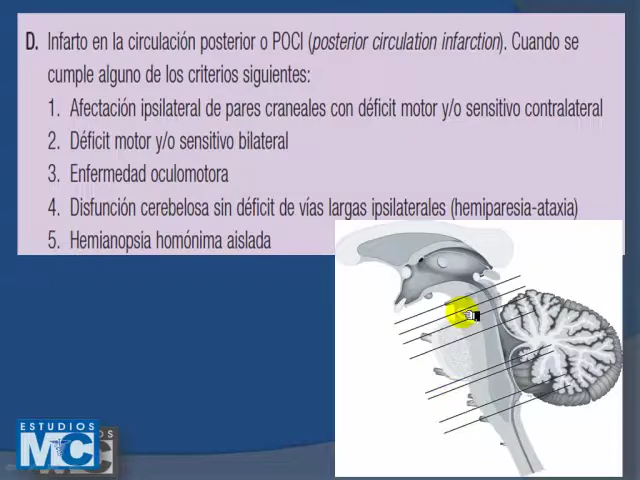 D. Infarto en la circulación posterior o POCI (posterior circulation infarction). Cuando se
cumple alguno de los criterios siguientes:
1. Afectación ipsilateral de pares craneales con déficit motor y/o sensitivo contralateral
2. Déficit motor y/o sensitivo bilateral
3. Enfermedad oculomotora
4. Disfunción cerebelosa sin déficit de vías largas ipsilaterales (hemiparesia-ataxia)
5. Hemianopsia homónima aislada
ESTUDIOS
MC